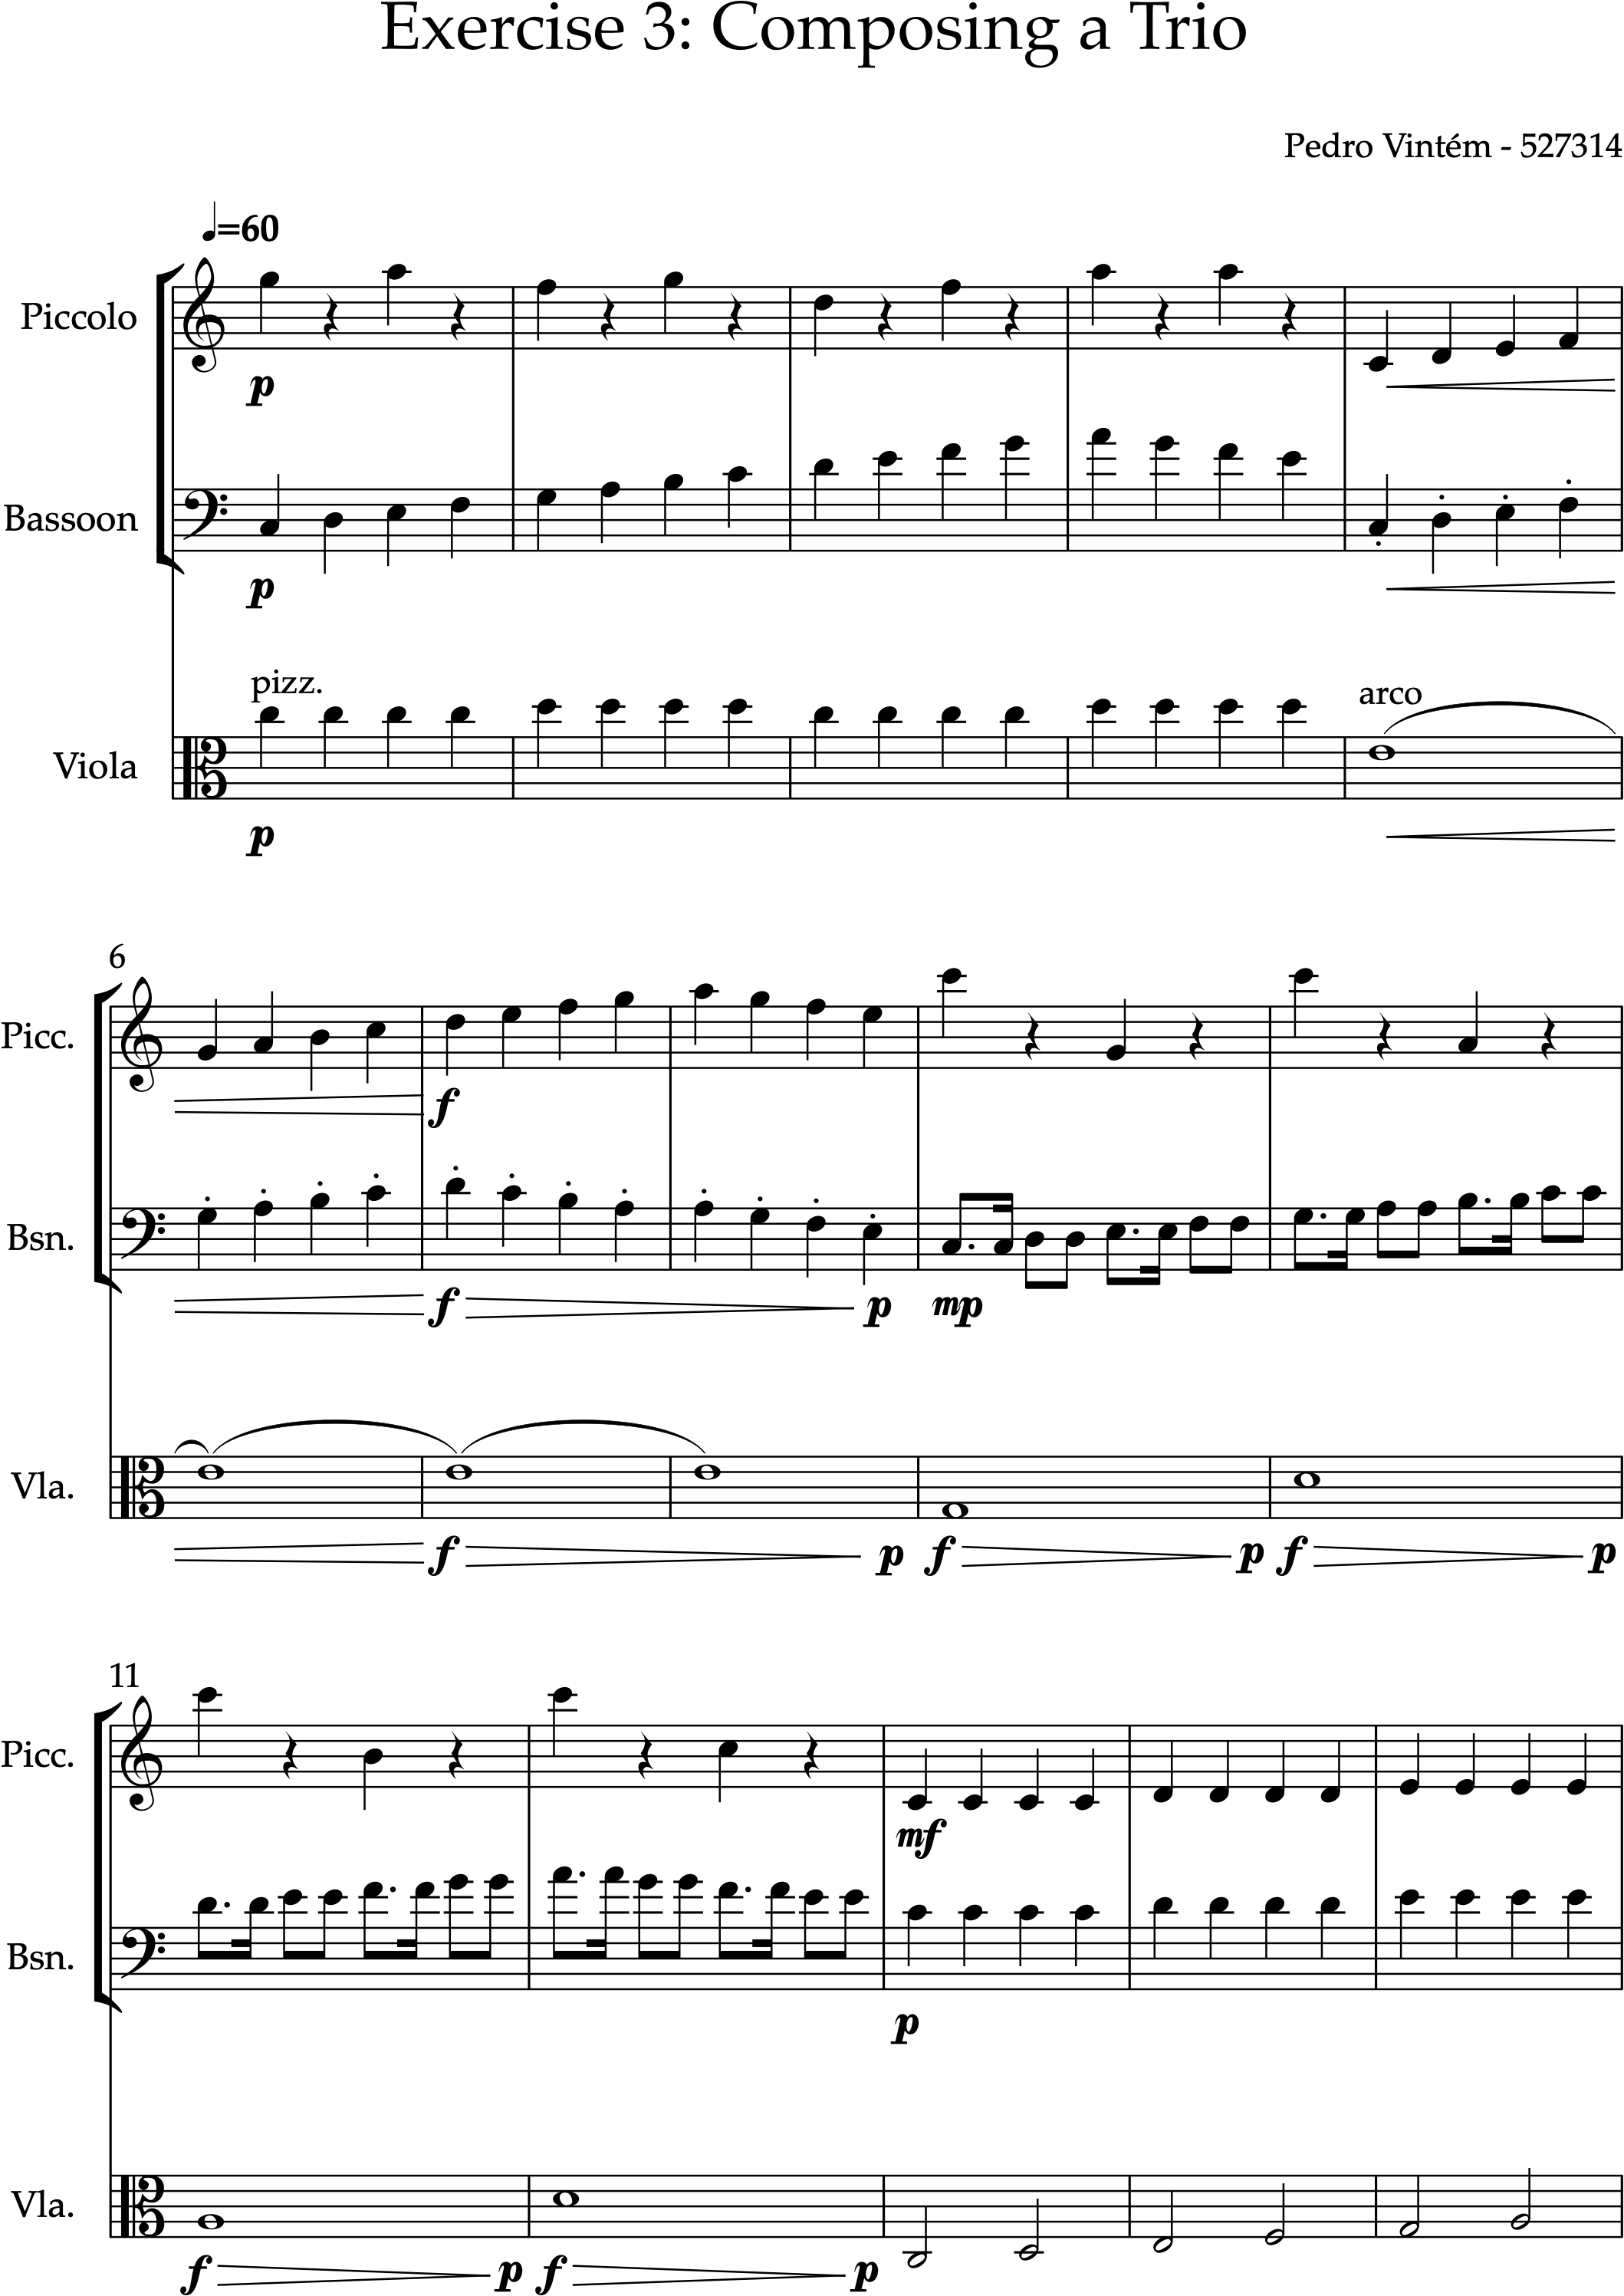 Exercise 3: Composing a Trio
Pedro Vintém - 527314
♩=60
Piccolo
p
Bassoon
p
pizz.
arco
Viola
p
6
Picc.
f
Bsn.
f p mp
Vla.
f p f p f p
11
Picc.
mf
Bsn.
p
Vla.
f p f p